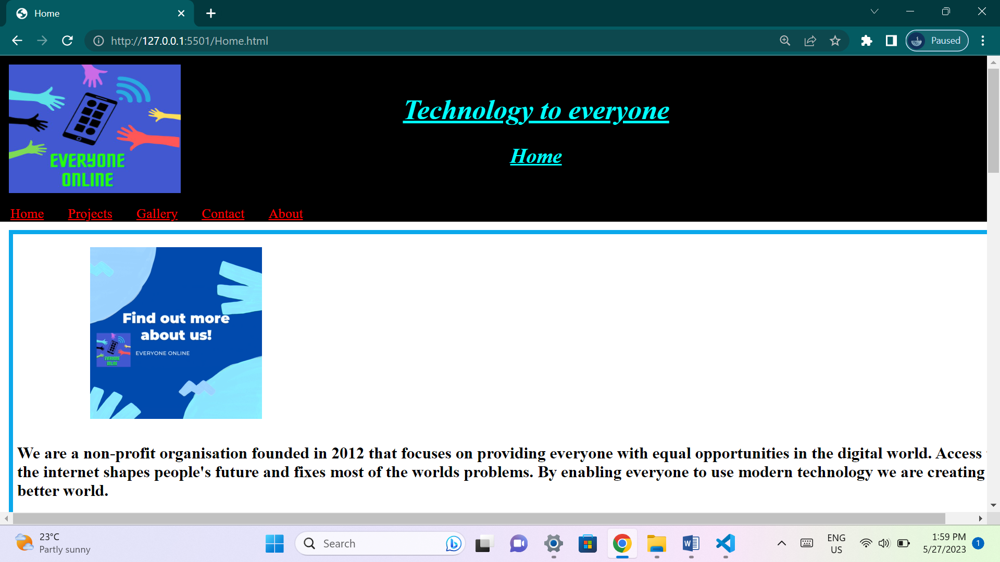 Home
http://127.0.0.1:5501/Home.html
Paused
EVERYONE
ONLINE
Technology to everyone
Home
Home Projects Gallery Contact About
Find out more
about us!
EVERYONE ONLINE
EVERYONE
ONLINE
We are a non-profit organisation founded in 2012 that focuses on providing everyone with equal opportunities in the digital world. Access
the internet shapes people's future and fixes most of the worlds problems. By enabling everyone to use modern technology we are creating
better world.
23°C
Partly sunny
Search
ENG
US
1:59 PM
5/27/2023
1